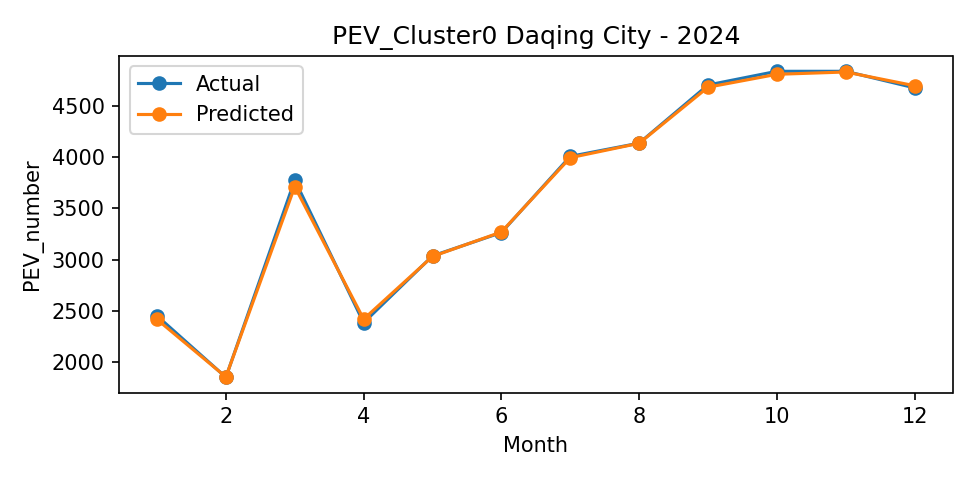 PEV_Cluster0 Daqing City - 2024
Actual
Predicted
4500
4000
3500
3000
2500
2000
PEV_number
2 4 6 8 10 12
Month